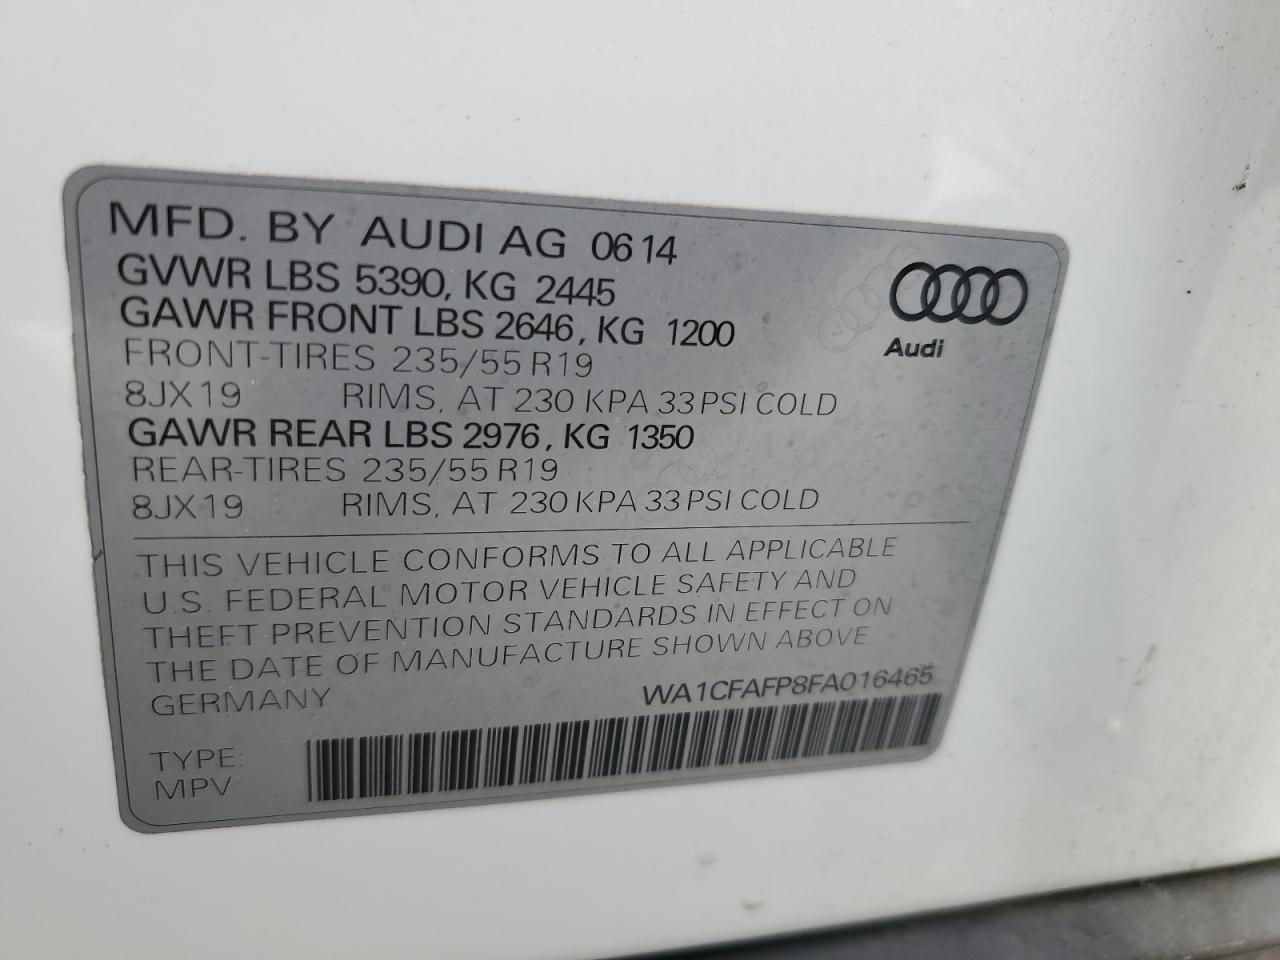 MFD. BY AUDI AG 0614
GVWR LBS 5390, KG 2445
GAWR FRONT LBS 2646, KG 1200
FRONT-TIRES 235/55 R19
8JX19 RIMS, AT 230 KPA 33 PSI COLD
GAWR REAR LBS 2976, KG 1350
REAR-TIRES 235/55 R19
8JX19 RIMS, AT 230 KPA 33 PSI COLD
Audi
THIS VEHICLE CONFORMS TO ALL APPLICABLE
U.S. FEDERAL MOTOR VEHICLE SAFETY AND
THEFT PREVENTION STANDARDS IN EFFECT ON
THE DATE OF MANUFACTURE SHOWN ABOVE.
GERMANY WA1CFAFP8FA016465
TYPE:
MPV